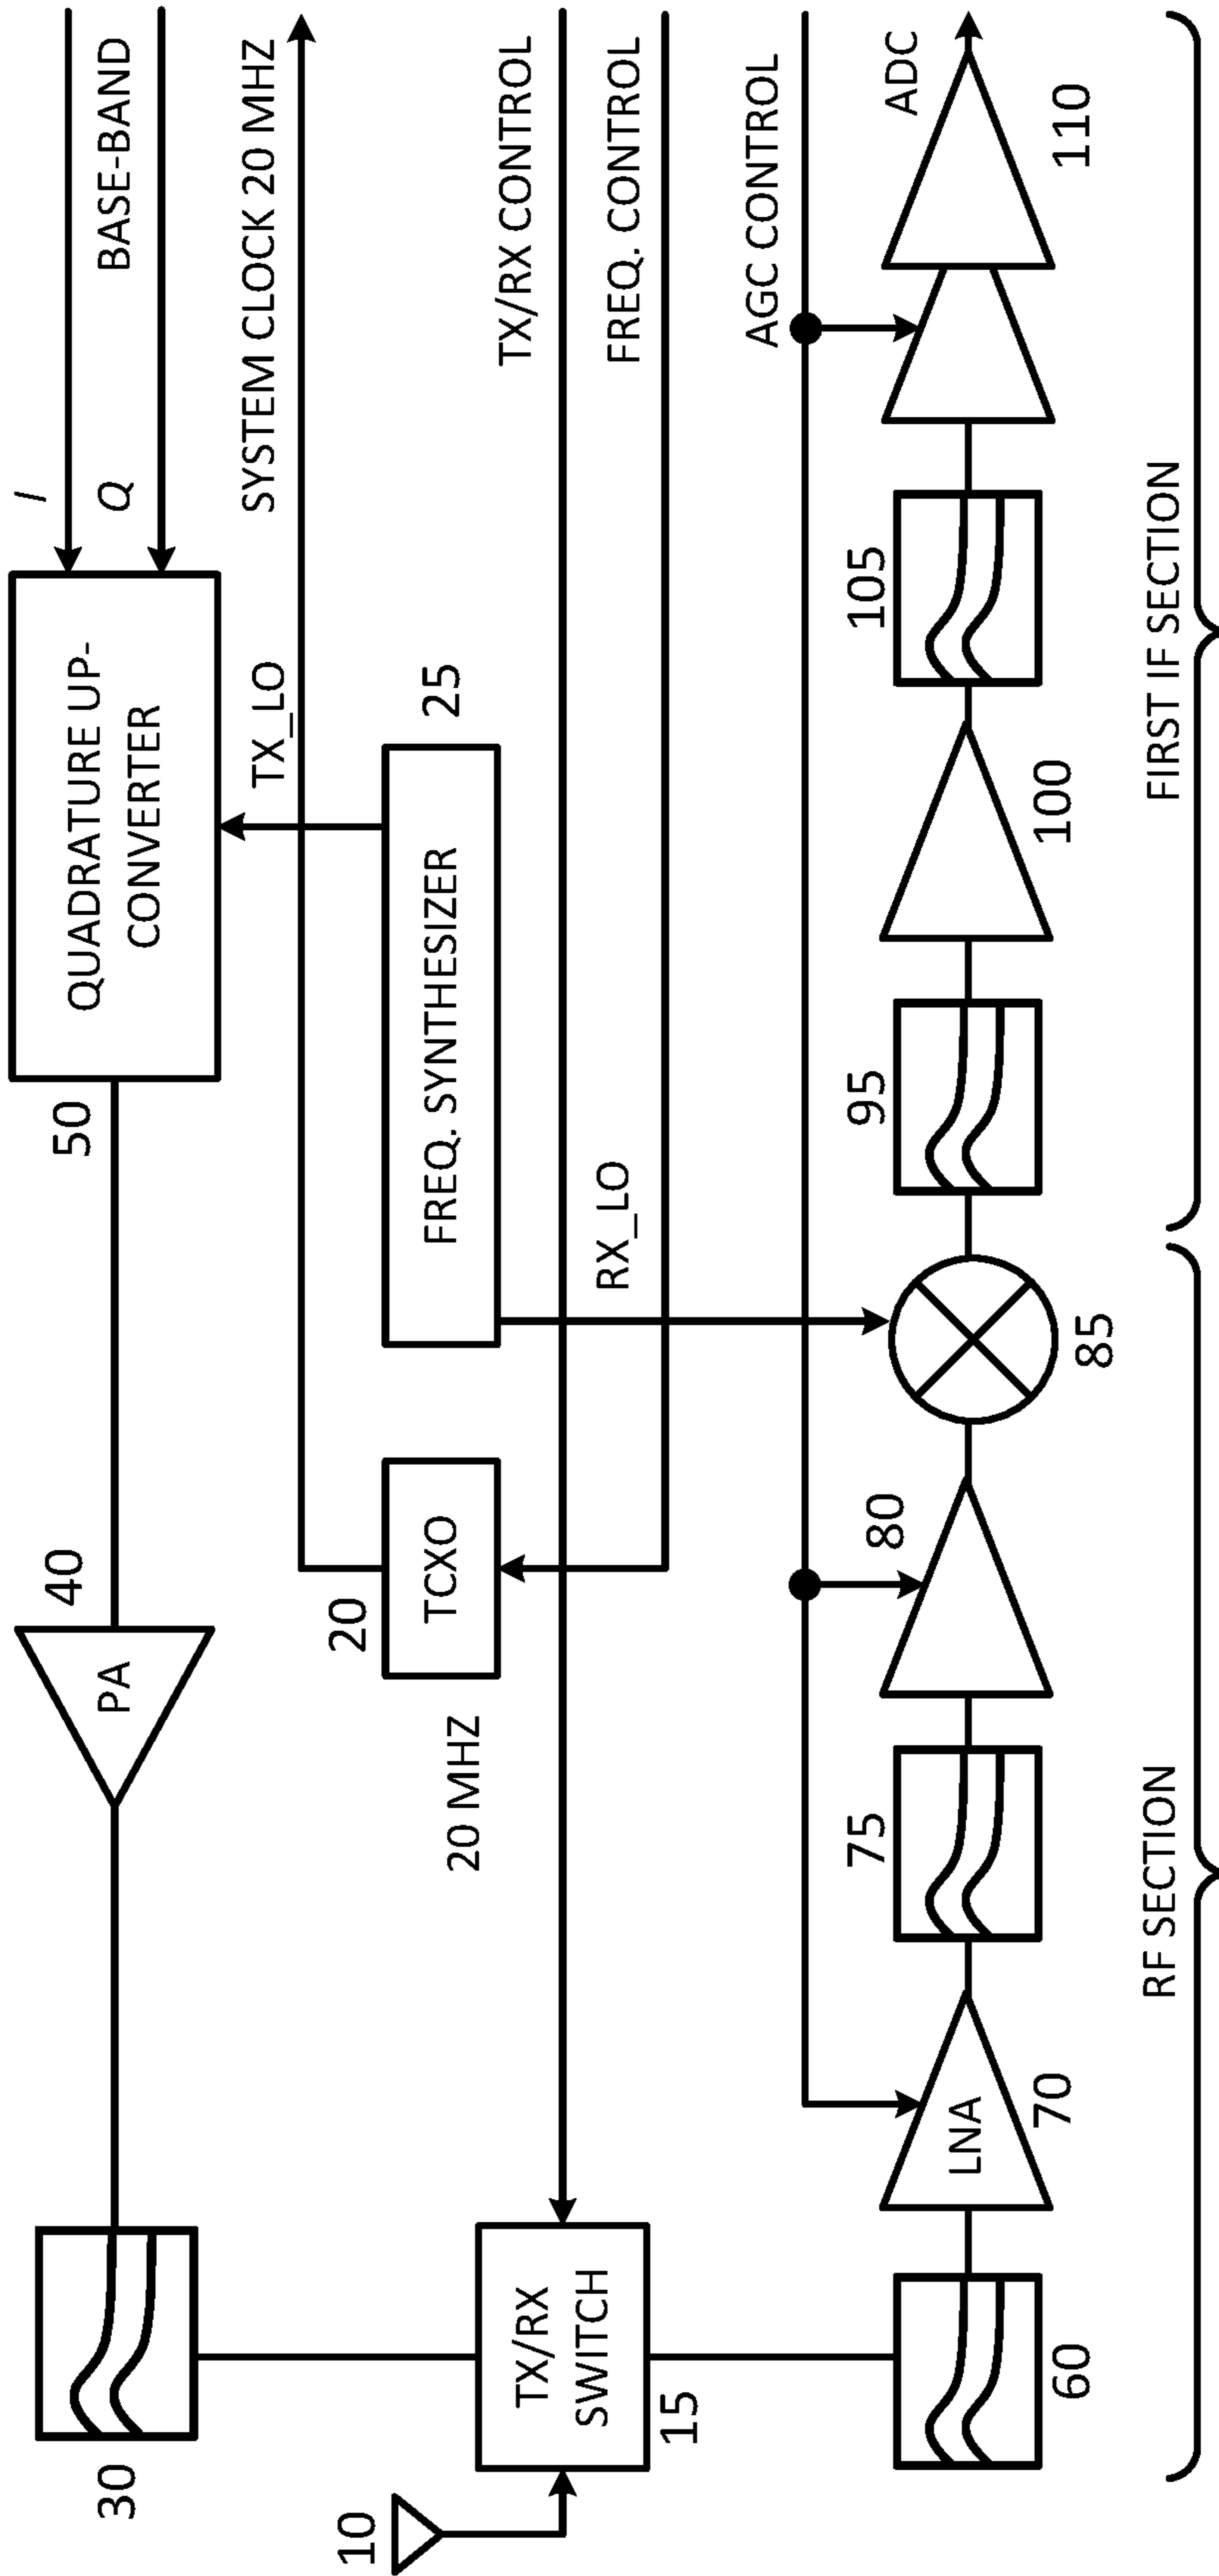 I
Q
BASE-BAND
QUADRATURE UP-
CONVERTER
50
40
PA
30
TX_LO
SYSTEM CLOCK 20 MHZ
20
TCXO
20 MHZ
FREQ. SYNTHESIZER
25
TX/RX CONTROL
FREQ. CONTROL
RX_LO
10
TX/RX
SWITCH
15
AGC CONTROL
60
LNA
70
75
80
85
95
100
105
110
ADC
RF SECTION
FIRST IF SECTION